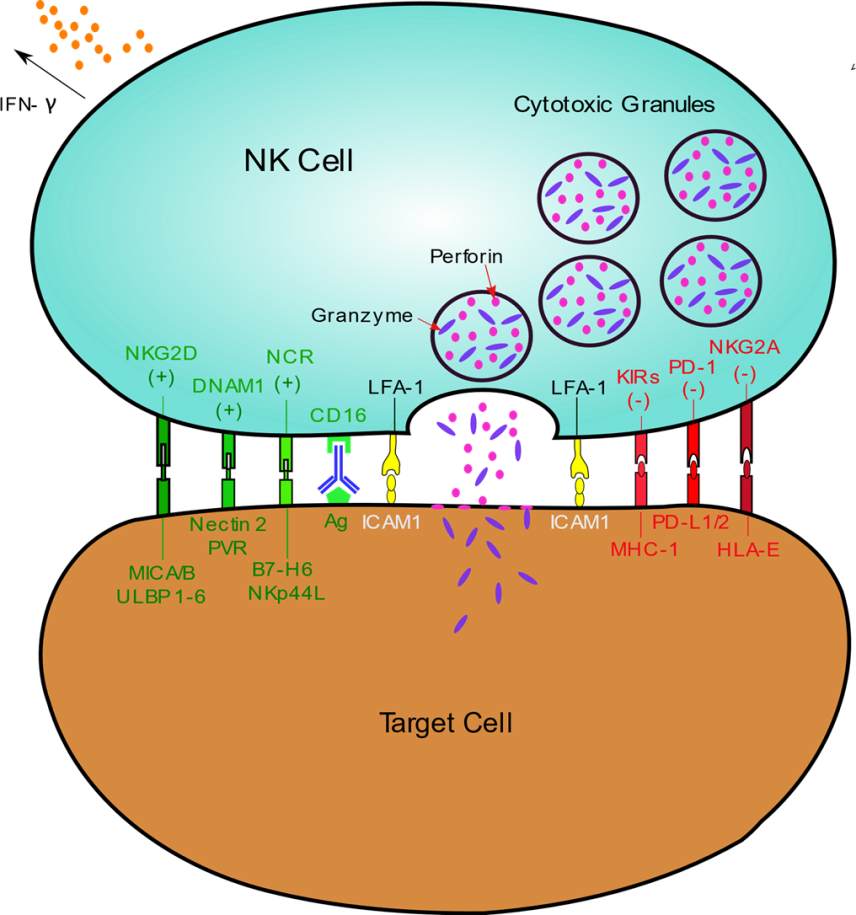 IFN- γ
Cytotoxic Granules
NK Cell
Perforin
Granzyme
NKG2D
(+)
DNAM1
(+)
NCR
(+)
CD16
LFA-1
LFA-1
KIRs
(-)
PD-1
(-)
NKG2A
(-)
MICA/B
ULBP1-6
Nectin 2
PVR
B7-H6
NKp44L
Ag
ICAM1
ICAM1
MHC-1
PD-L1/2
HLA-E
Target Cell